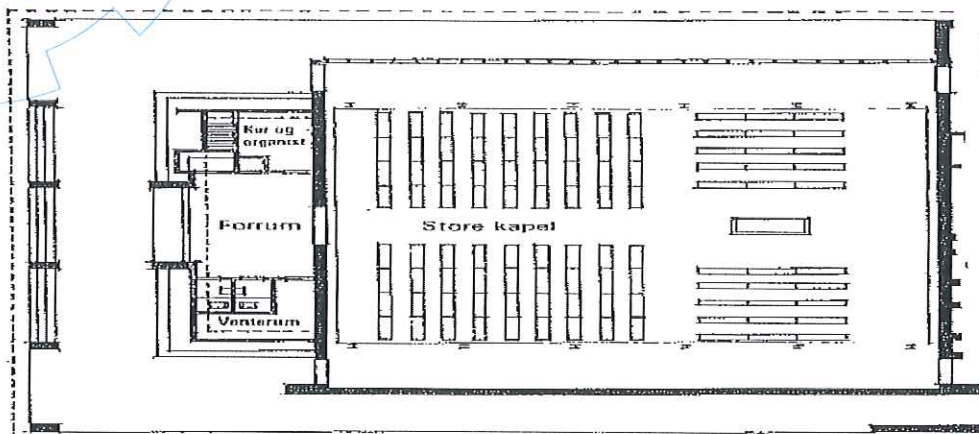 Kor og
organist
Forrum
Store kapel
Venterum